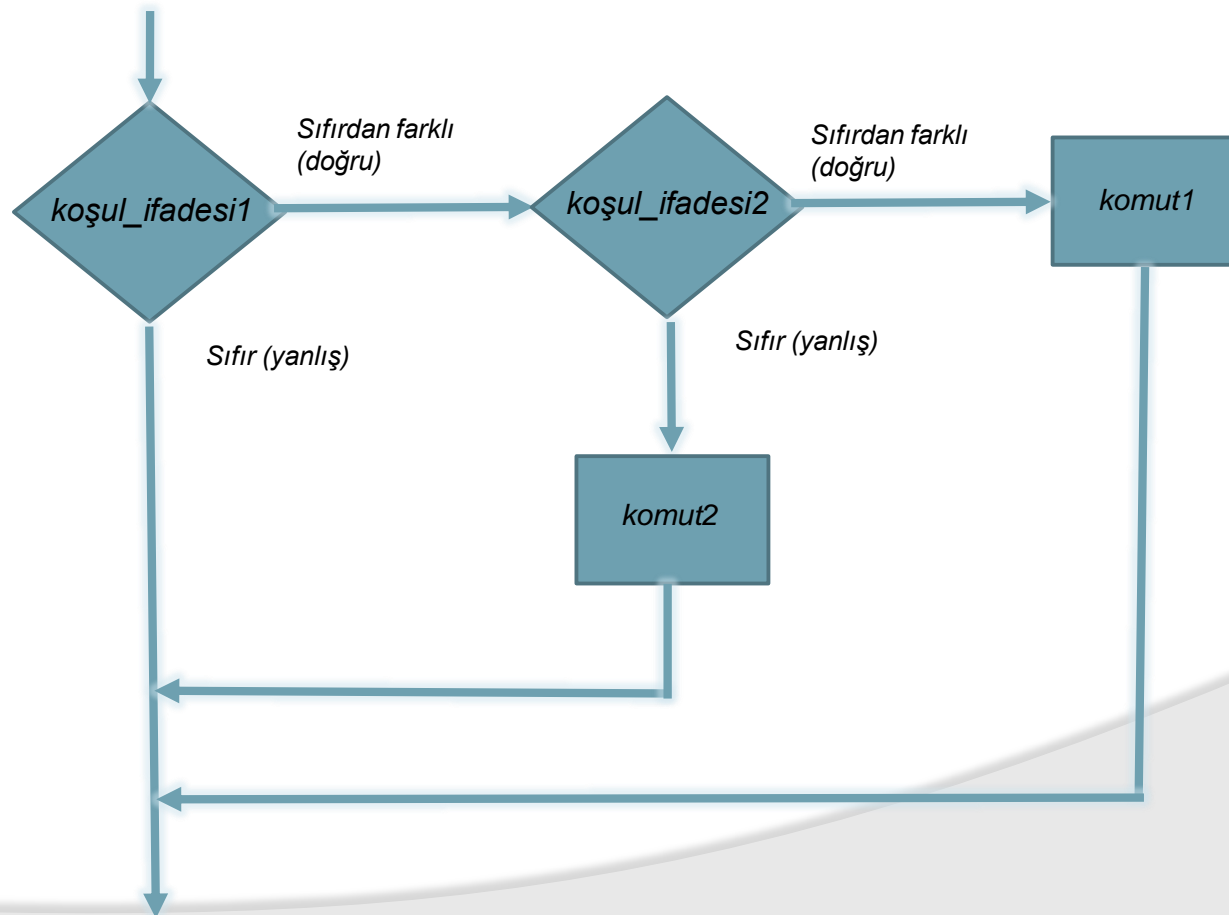 Sıfırdan farklı
(doğru)
Sıfırdan farklı
(doğru)
koşul_ifadesi1
koşul_ifadesi2
komut1
Sıfır (yanlış)
Sıfır (yanlış)
komut2